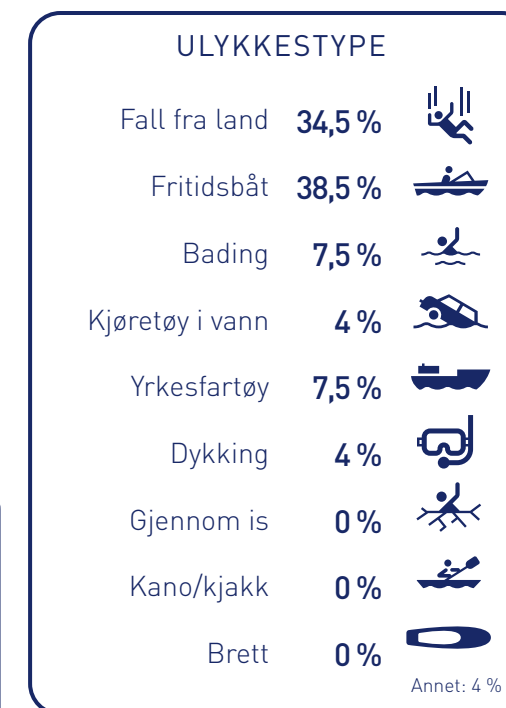 ULYKKESTYPE
Fall fra land 34,5 %
Fritidsbåt 38,5 %
Bading 7,5 %
Kjøretøy i vann 4 %
Yrkesfartøy 7,5 %
Dykking 4 %
Gjennom is 0 %
Kano/kjakk 0 %
Brett 0 %
Annet: 4 %